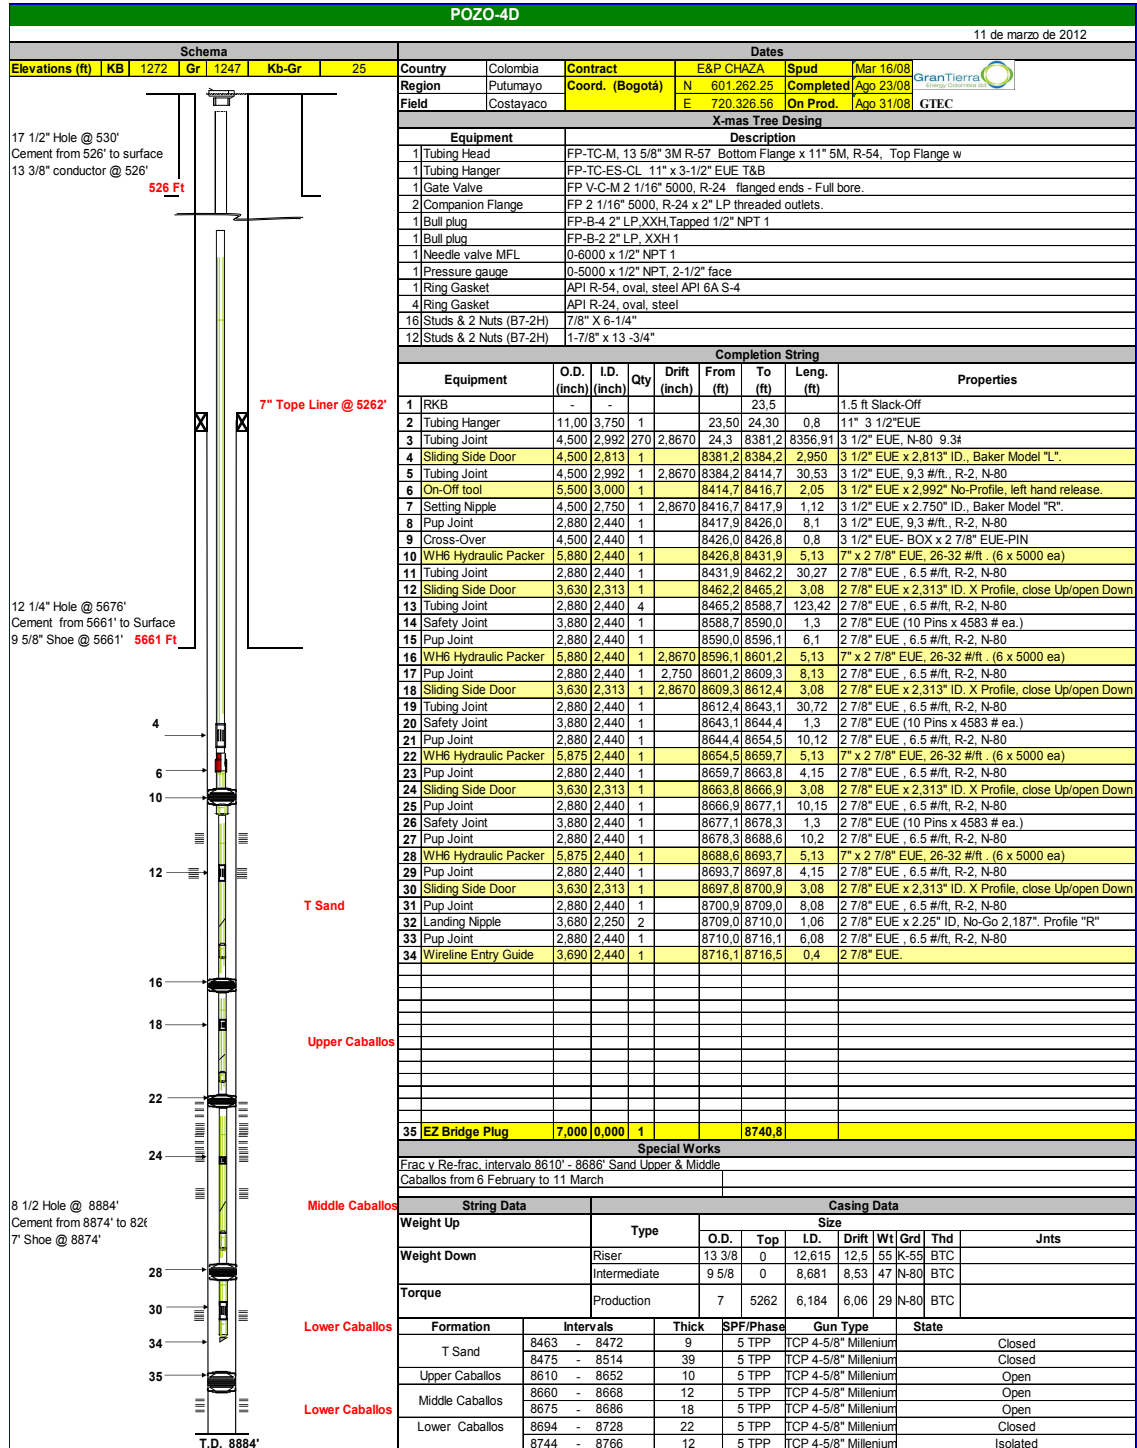 POZO-4D
11 de marzo de 2012
Schema
Dates
Elevations (ft) KB 1272 Gr 1247 Kb-Gr 25
Country Colombia Contract E&P CHAZA Spud Mar 16/08
Region Putumayo Coord. (Bogotá) N 601.262.25 Completed Ago 23/08
Field Costayaco E 720.326.56 On Prod. Ago 31/08
GranTierra
Energy Colombia ltd
GTEC
17 1/2" Hole @ 530'
Cement from 526' to surface
13 3/8" conductor @ 526'
526 Ft
X-mas Tree Desing
Equipment Description
1 Tubing Head FP-TC-M, 13 5/8" 3M R-57 Bottom Flange x 11" 5M, R-54, Top Flange w
1 Tubing Hanger FP-TC-ES-CL 11" x 3-1/2" EUE T&B
1 Gate Valve FP V-C-M 2 1/16" 5000, R-24 flanged ends - Full bore.
2 Companion Flange FP 2 1/16" 5000, R-24 x 2" LP threaded outlets.
1 Bull plug FP-B-4 2" LP,XXH,Tapped 1/2" NPT 1
1 Bull plug FP-B-2 2" LP, XXH 1
1 Needle valve MFL 0-6000 x 1/2" NPT 1
1 Pressure gauge 0-5000 x 1/2" NPT, 2-1/2" face
1 Ring Gasket API R-54, oval, steel API 6A S-4
4 Ring Gasket API R-24, oval, steel
16 Studs & 2 Nuts (B7-2H) 7/8" X 6-1/4"
12 Studs & 2 Nuts (B7-2H) 1-7/8" x 13 -3/4"
Completion String
Equipment O.D. (inch) I.D. (inch) Qty Drift (inch) From (ft) To (ft) Leng. (ft) Properties
1 RKB - - 23,5 1.5 ft Slack-Off
2 Tubing Hanger 11,00 3,750 1 23,50 24,30 0,8 11" 3 1/2"EUE
3 Tubing Joint 4,500 2,992 270 2,8670 24,3 8381,2 8356,91 3 1/2" EUE, N-80 9.3#
4 Sliding Side Door 4,500 2,813 1 8381,2 8384,2 2,950 3 1/2" EUE x 2,813" ID., Baker Model "L".
5 Tubing Joint 4,500 2,992 1 2,8670 8384,2 8414,7 30,53 3 1/2" EUE, 9,3 #/ft., R-2, N-80
6 On-Off tool 5,500 3,000 1 8414,7 8416,7 2,05 3 1/2" EUE x 2,992" No-Profile, left hand release.
7 Setting Nipple 4,500 2,750 1 2,8670 8416,7 8417,9 1,12 3 1/2" EUE x 2.750" ID., Baker Model "R".
8 Pup Joint 2,880 2,440 1 8417,9 8426,0 8,1 3 1/2" EUE, 9,3 #/ft., R-2, N-80
9 Cross-Over 4,500 2,440 1 8426,0 8426,8 0,8 3 1/2" EUE- BOX x 2 7/8" EUE-PIN
10 WH6 Hydraulic Packer 5,880 2,440 1 8426,8 8431,9 5,13 7" x 2 7/8" EUE, 26-32 #/ft . (6 x 5000 ea)
11 Tubing Joint 2,880 2,440 1 8431,9 8462,2 30,27 2 7/8" EUE , 6.5 #/ft, R-2, N-80
12 Sliding Side Door 3,630 2,313 1 8462,2 8465,2 3,08 2 7/8" EUE x 2,313" ID. X Profile, close Up/open Down
13 Tubing Joint 2,880 2,440 4 8465,2 8588,7 123,42 2 7/8" EUE , 6.5 #/ft, R-2, N-80
14 Safety Joint 3,880 2,440 1 8588,7 8590,0 1,3 2 7/8" EUE (10 Pins x 4583 # ea.)
15 Pup Joint 2,880 2,440 1 8590,0 8596,1 6,1 2 7/8" EUE , 6.5 #/ft, R-2, N-80
16 WH6 Hydraulic Packer 5,880 2,440 1 2,8670 8596,1 8601,2 5,13 7" x 2 7/8" EUE, 26-32 #/ft . (6 x 5000 ea)
17 Pup Joint 2,880 2,440 1 2,750 8601,2 8609,3 8,13 2 7/8" EUE , 6.5 #/ft, R-2, N-80
18 Sliding Side Door 3,630 2,313 1 2,8670 8609,3 8612,4 3,08 2 7/8" EUE x 2,313" ID. X Profile, close Up/open Down
19 Tubing Joint 2,880 2,440 1 8612,4 8643,1 30,72 2 7/8" EUE , 6.5 #/ft, R-2, N-80
20 Safety Joint 3,880 2,440 1 8643,1 8644,4 1,3 2 7/8" EUE (10 Pins x 4583 # ea.)
21 Pup Joint 2,880 2,440 1 8644,4 8654,5 10,12 2 7/8" EUE , 6.5 #/ft, R-2, N-80
22 WH6 Hydraulic Packer 5,875 2,440 1 8654,5 8659,7 5,13 7" x 2 7/8" EUE, 26-32 #/ft . (6 x 5000 ea)
23 Pup Joint 2,880 2,440 1 8659,7 8663,8 4,15 2 7/8" EUE , 6.5 #/ft, R-2, N-80
24 Sliding Side Door 3,630 2,313 1 8663,8 8666,9 3,08 2 7/8" EUE x 2,313" ID. X Profile, close Up/open Down
25 Pup Joint 2,880 2,440 1 8666,9 8677,1 10,15 2 7/8" EUE , 6.5 #/ft, R-2, N-80
26 Safety Joint 3,880 2,440 1 8677,1 8678,3 1,3 2 7/8" EUE (10 Pins x 4583 # ea.)
27 Pup Joint 2,880 2,440 1 8678,3 8688,6 10,2 2 7/8" EUE , 6.5 #/ft, R-2, N-80
28 WH6 Hydraulic Packer 5,875 2,440 1 8688,6 8693,7 5,13 7" x 2 7/8" EUE, 26-32 #/ft . (6 x 5000 ea)
29 Pup Joint 2,880 2,440 1 8693,7 8697,8 4,15 2 7/8" EUE , 6.5 #/ft, R-2, N-80
30 Sliding Side Door 3,630 2,313 1 8697,8 8700,9 3,08 2 7/8" EUE x 2,313" ID. X Profile, close Up/open Down
31 Pup Joint 2,880 2,440 1 8700,9 8709,0 8,08 2 7/8" EUE , 6.5 #/ft, R-2, N-80
32 Landing Nipple 3,680 2,250 2 8709,0 8710,0 1,06 2 7/8" EUE x 2.25" ID, No-Go 2,187". Profile "R"
33 Pup Joint 2,880 2,440 1 8710,0 8716,1 6,08 2 7/8" EUE , 6.5 #/ft, R-2, N-80
34 Wireline Entry Guide 3,690 2,440 1 8716,1 8716,5 0,4 2 7/8" EUE.
35 EZ Bridge Plug 7,000 0,000 1 8740,8
7" Tope Liner @ 5262'
12 1/4" Hole @ 5676'
Cement from 5661' to Surface
9 5/8" Shoe @ 5661' 5661 Ft
4
6
10
12
T Sand
16
18
Upper Caballos
22
24
8 1/2 Hole @ 8884'
Middle Caballos
Cement from 8874' to 826
7' Shoe @ 8874'
28
30
Lower Caballos
34
35
Lower Caballos
T.D. 8884'
Special Works
Frac y Re-frac, intervalo 8610' - 8686' Sand Upper & Middle
Caballos from 6 February to 11 March
String Data
Weight Up
Weight Down
Torque
Casing Data
Type Size
O.D. Top I.D. Drift Wt Grd Thd Jnts
Riser 13 3/8 0 12,615 12,5 55 K-55 BTC
Intermediate 9 5/8 0 8,681 8,53 47 N-80 BTC
Production 7 5262 6,184 6,06 29 N-80 BTC
Formation Intervals Thick SPF/Phase Gun Type State
T Sand 8463 - 8472 9 5 TPP TCP 4-5/8" Millenium Closed
8475 - 8514 39 5 TPP TCP 4-5/8" Millenium Closed
Upper Caballos 8610 - 8652 10 5 TPP TCP 4-5/8" Millenium Open
Middle Caballos 8660 - 8668 12 5 TPP TCP 4-5/8" Millenium Open
8675 - 8686 18 5 TPP TCP 4-5/8" Millenium Open
Lower Caballos 8694 - 8728 22 5 TPP TCP 4-5/8" Millenium Closed
8744 - 8766 12 5 TPP TCP 4-5/8" Millenium Isolated